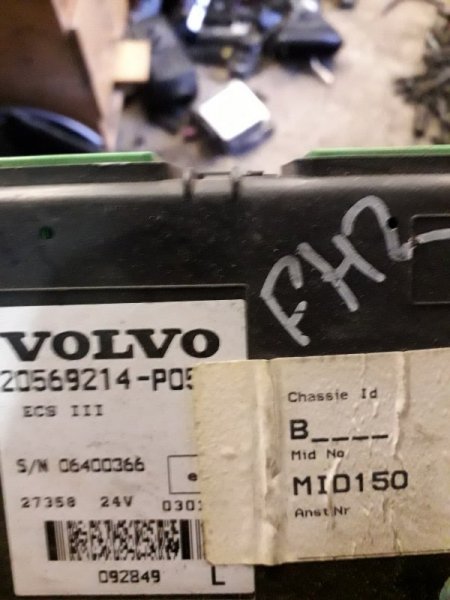 FH2-
VOLVO
20569214-P05
ECS III
S/N 06400366
e
27358 24V 030
092849 L
Chassie Id
B____
Mid No
MID150
Anst Nr